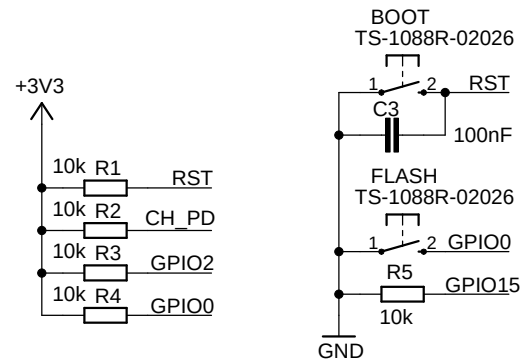 +3V3
10k R1 RST
10k R2 CH_PD
10k R3 GPIO2
10k R4 GPIO0
BOOT
TS-1088R-02026
1 2 RST
C3
100nF
FLASH
TS-1088R-02026
1 2 GPIO0
R5 GPIO15
10k
GND